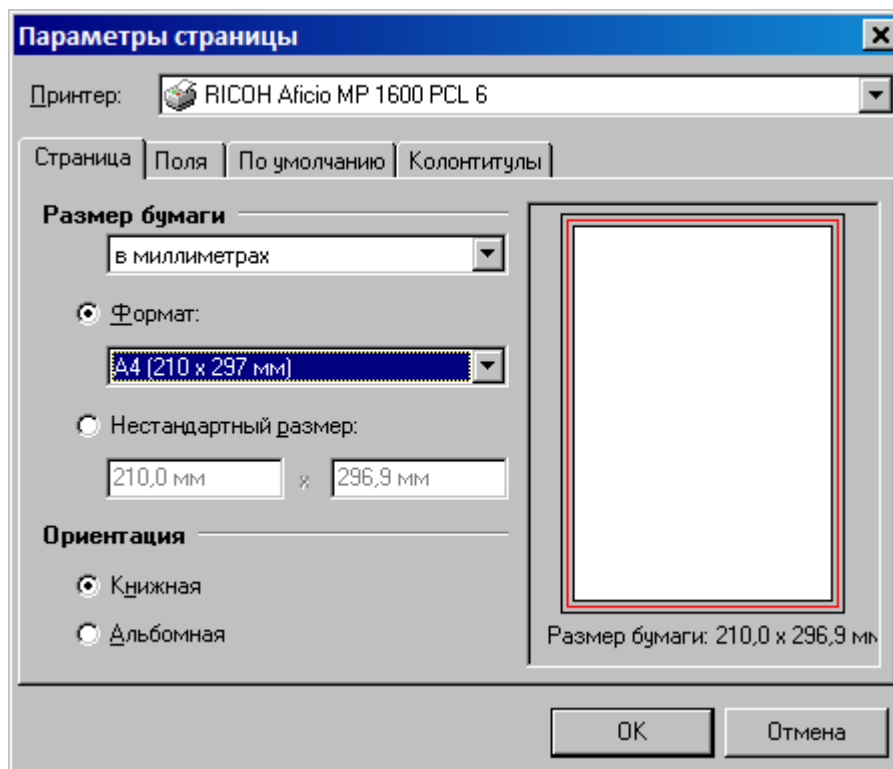 Параметры страницы
Принтер: RICOH Aficio MP 1600 PCL 6
Страница Поля По умолчанию Колонтитулы
Размер бумаги
в миллиметрах
Формат:
A4 (210 x 297 мм)
Нестандартный размер:
210,0 мм x 296,9 мм
Ориентация
Книжная
Альбомная
Размер бумаги: 210,0 x 296,9 мм
OK Отмена